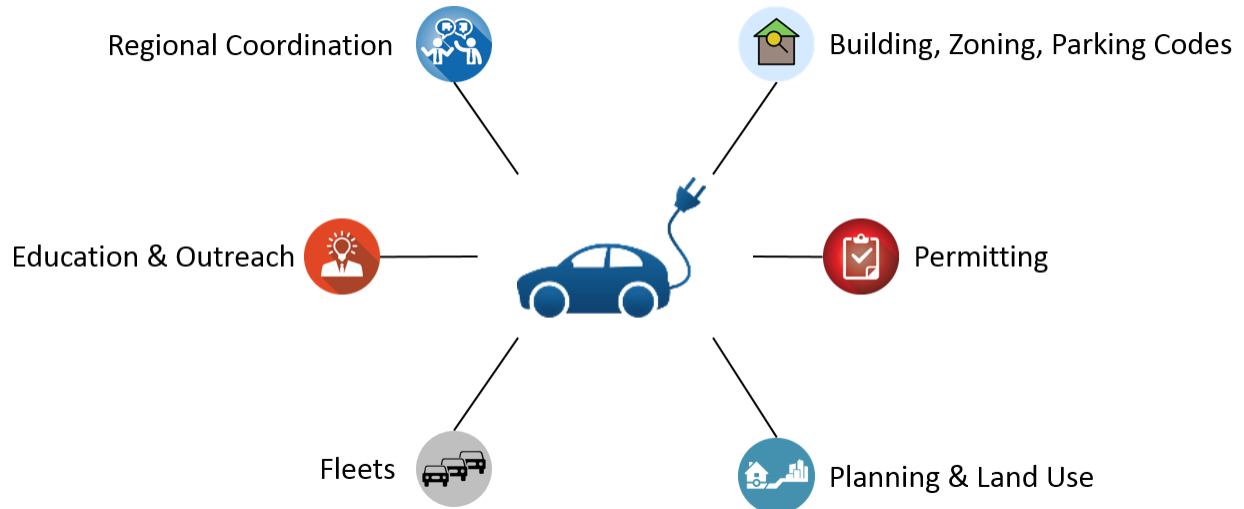 Regional Coordination
Building, Zoning, Parking Codes
Education & Outreach
Permitting
Fleets
Planning & Land Use